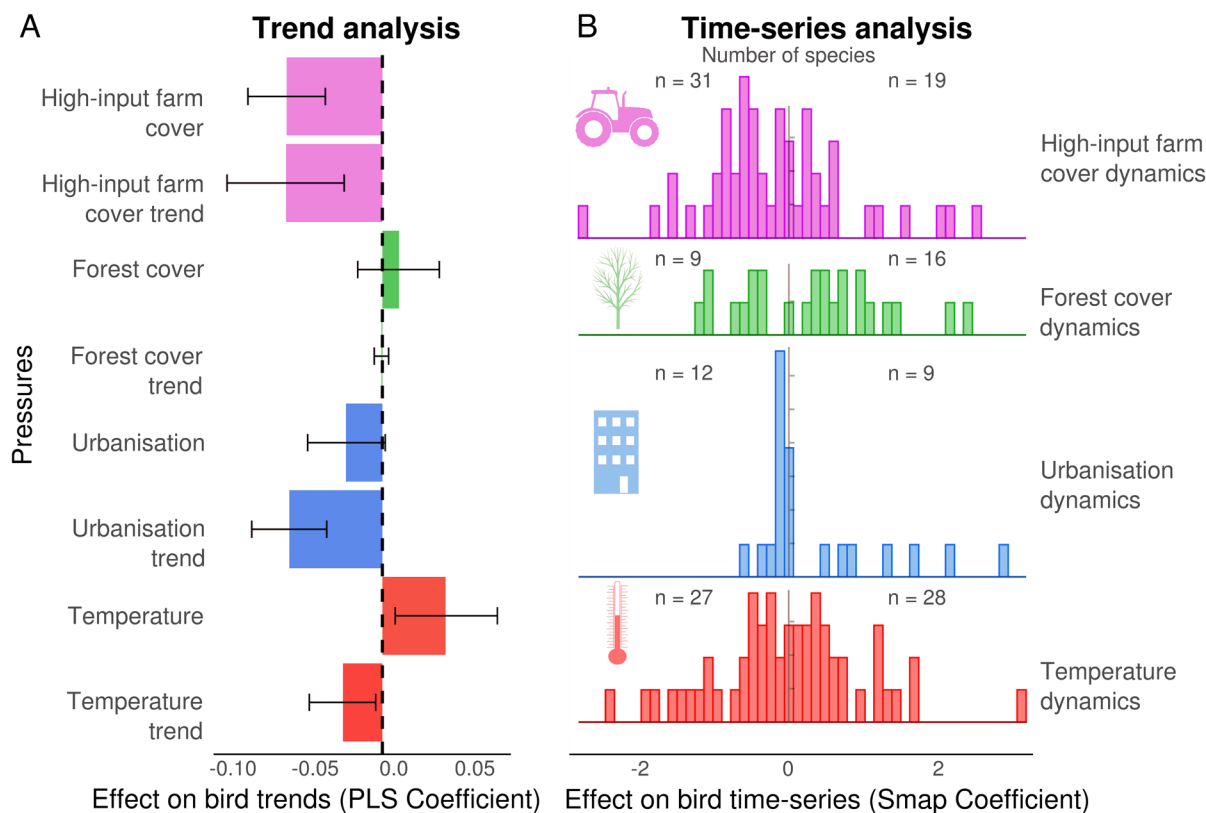 A
Trend analysis
High-input farm
cover
High-input farm
cover trend
Forest cover
Forest cover
trend
Urbanisation
Urbanisation
trend
Temperature
Temperature
trend
Pressures
-0.10
-0.05
0.0
0.05
Effect on bird trends (PLS Coefficient)
B
Time-series analysis
Number of species
n = 31
n = 19
High-input farm
cover dynamics
n = 9
n = 16
Forest cover
dynamics
n = 12
n = 9
Urbanisation
dynamics
n = 27
n = 28
Temperature
dynamics
-2
0
2
Effect on bird time-series (Smap Coefficient)